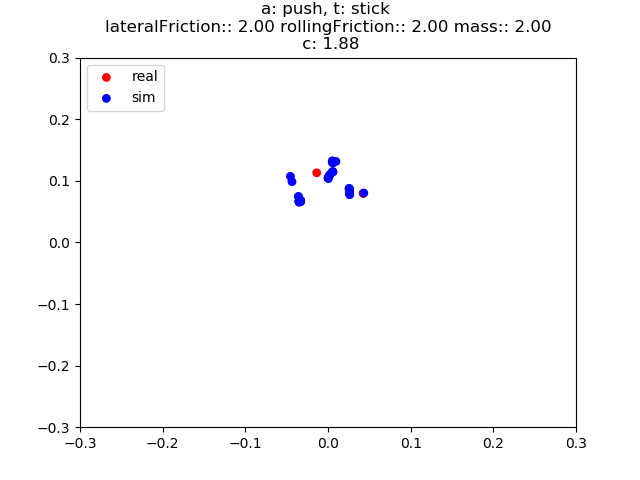 a: push, t: stick
lateralFriction:: 2.00 rollingFriction:: 2.00 mass:: 2.00
c: 1.88
real
sim
0.3
0.2
0.1
0.0
−0.1
−0.2
−0.3
−0.3 −0.2 −0.1 0.0 0.1 0.2 0.3